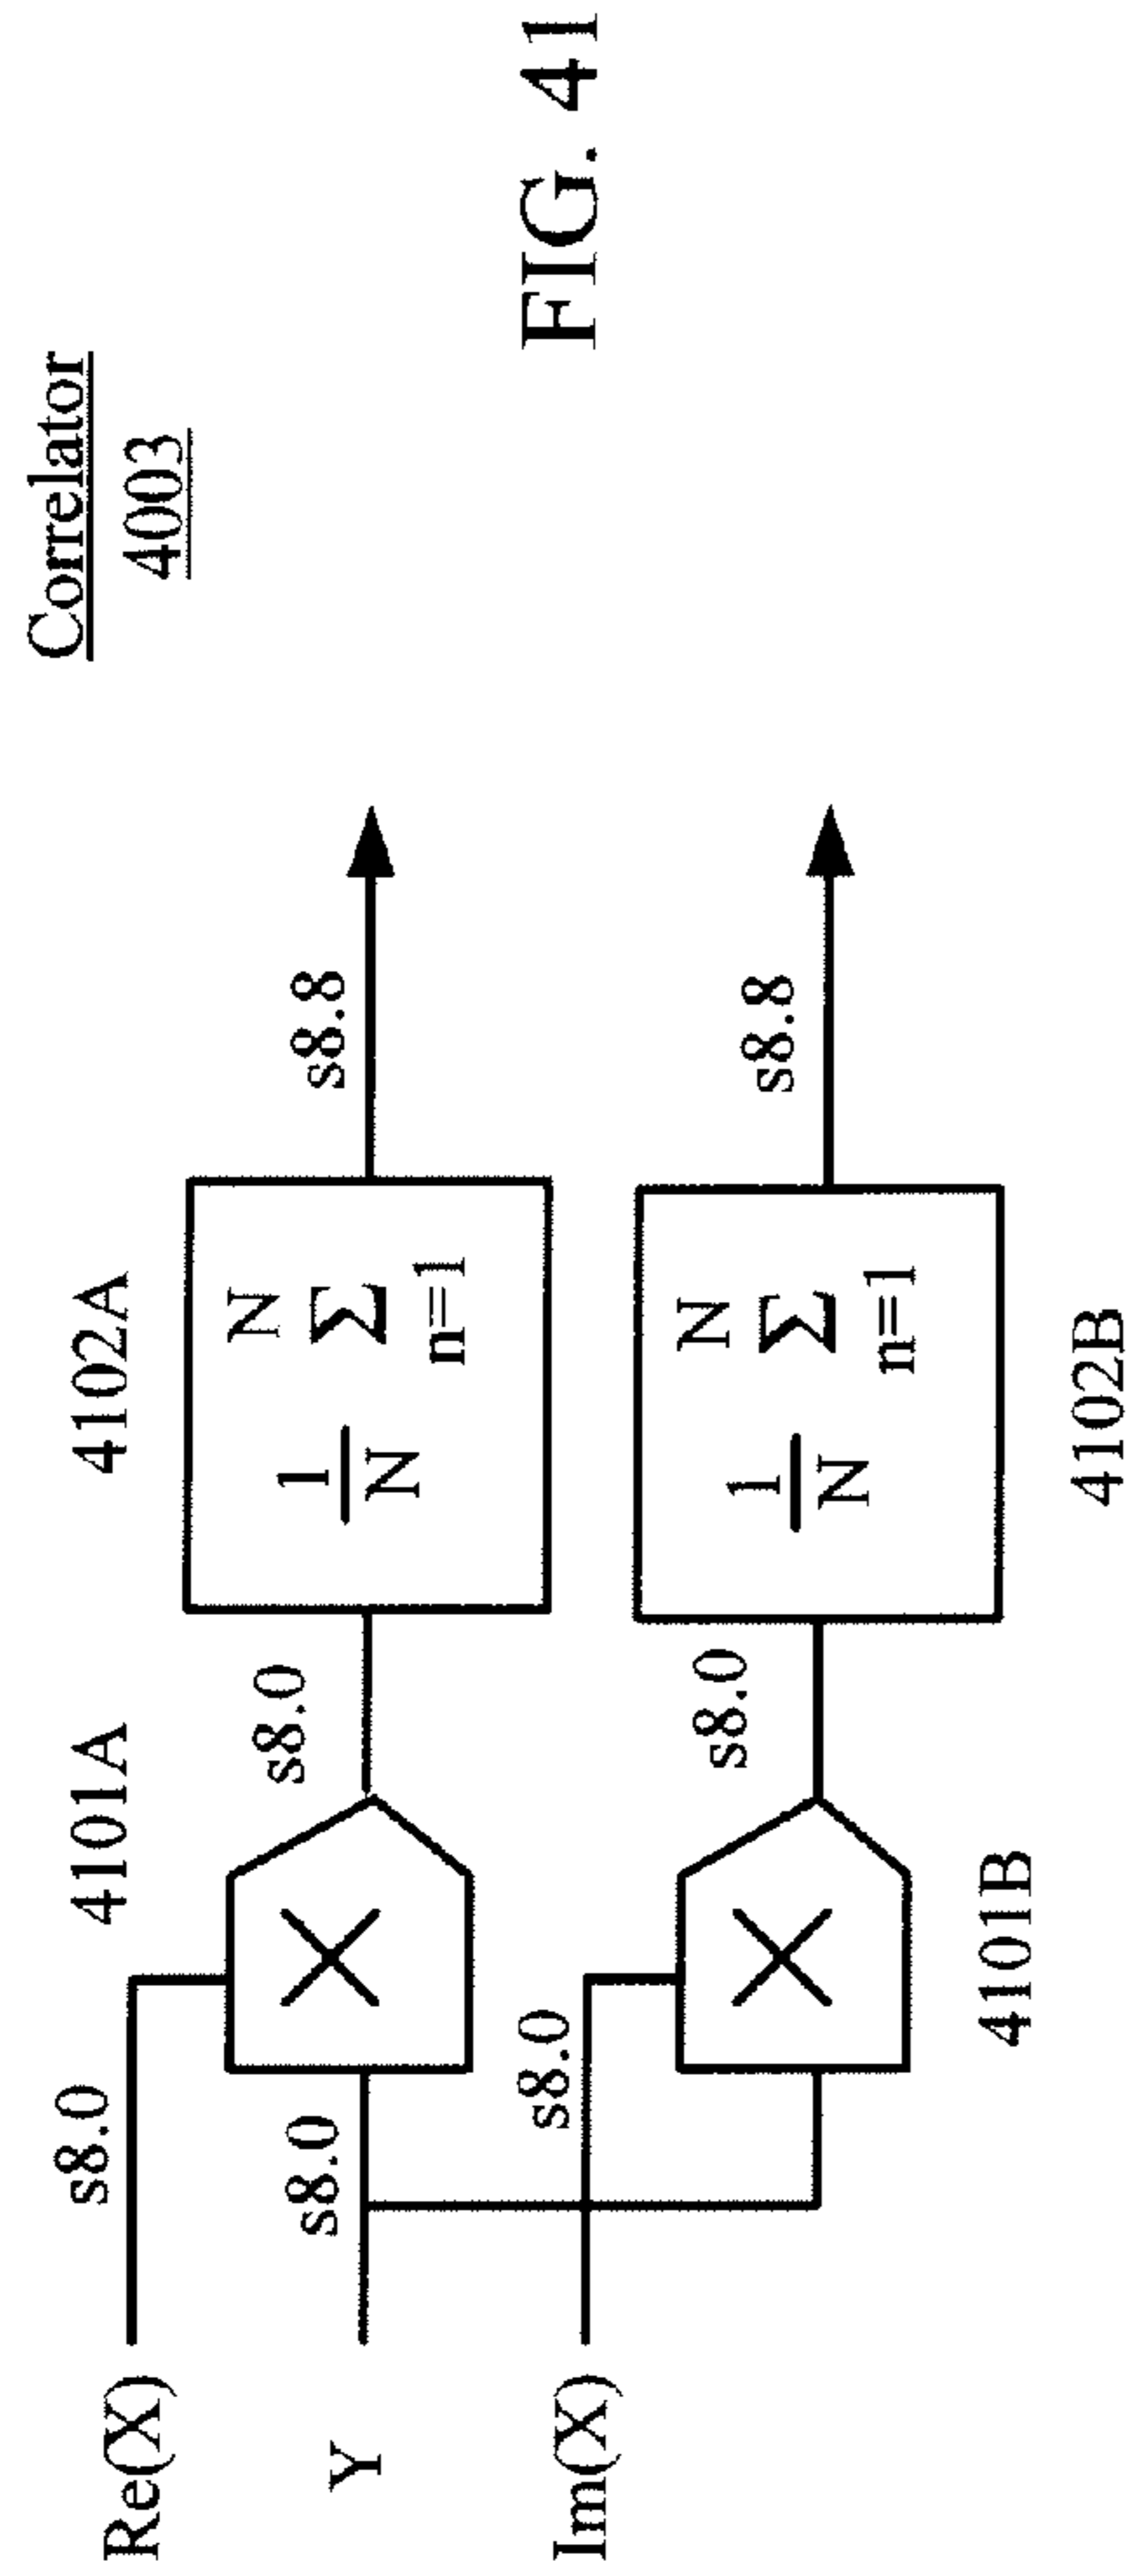 Correlator
4003
4101A
4102A
Re(X)
s8.0
×
s8.0
1
N
N
Σ
n=1
s8.8
Y
s8.0
Im(X)
s8.0
×
s8.0
1
N
N
Σ
n=1
s8.8
4101B
4102B
FIG. 41